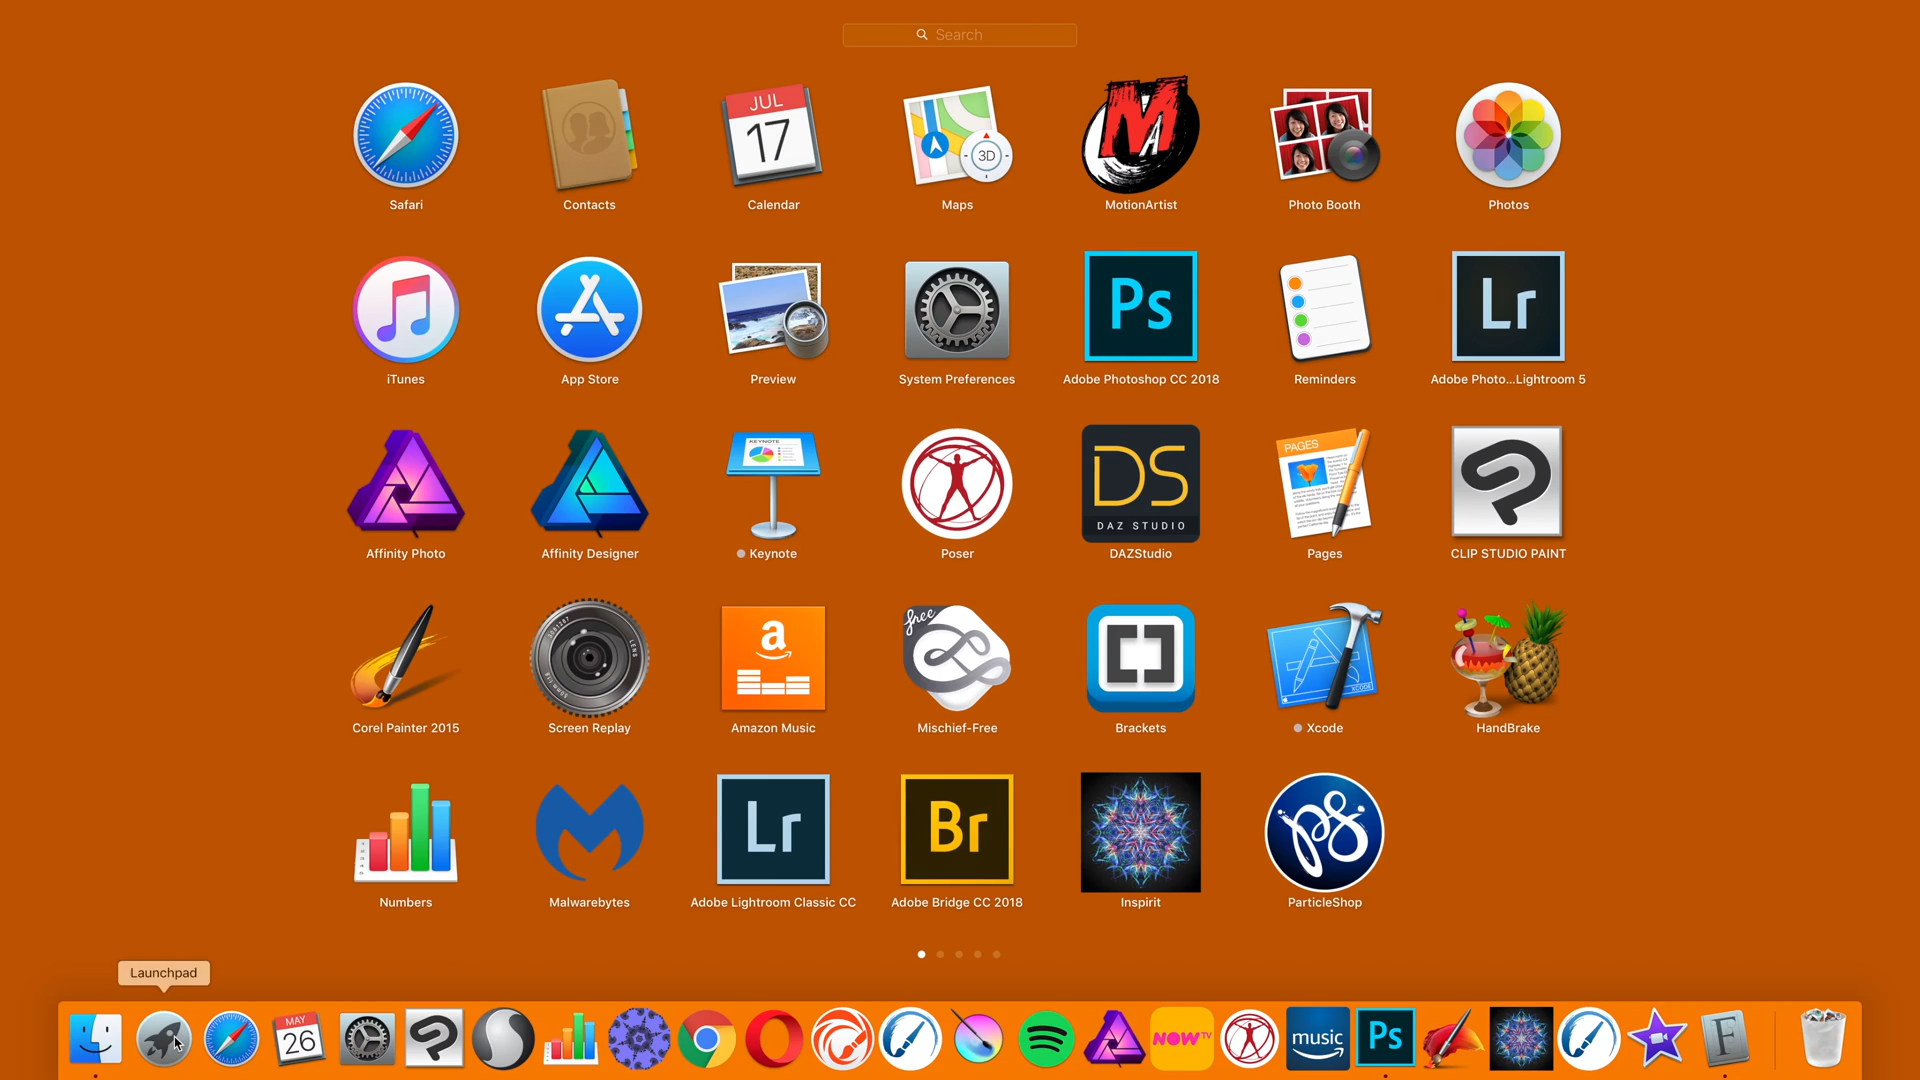 Search
JUL
17
3D
Safari
Contacts
Calendar
Maps
MotionArtist
Photo Booth
Photos
Ps
Lr
iTunes
App Store
Preview
System Preferences
Adobe Photoshop CC 2018
Reminders
Adobe Photo...Lightroom 5
KEYNOTE
DS
DAZ STUDIO
PAGES
Affinity Photo
Affinity Designer
Keynote
Poser
DAZStudio
Pages
CLIP STUDIO PAINT
free
a
XCODE
Corel Painter 2015
Screen Replay
Amazon Music
Mischief-Free
Brackets
Xcode
HandBrake
Lr
Br
ps
Numbers
Malwarebytes
Adobe Lightroom Classic CC
Adobe Bridge CC 2018
Inspirit
ParticleShop
Launchpad
MAY
26
NOW TV
music
Ps
F